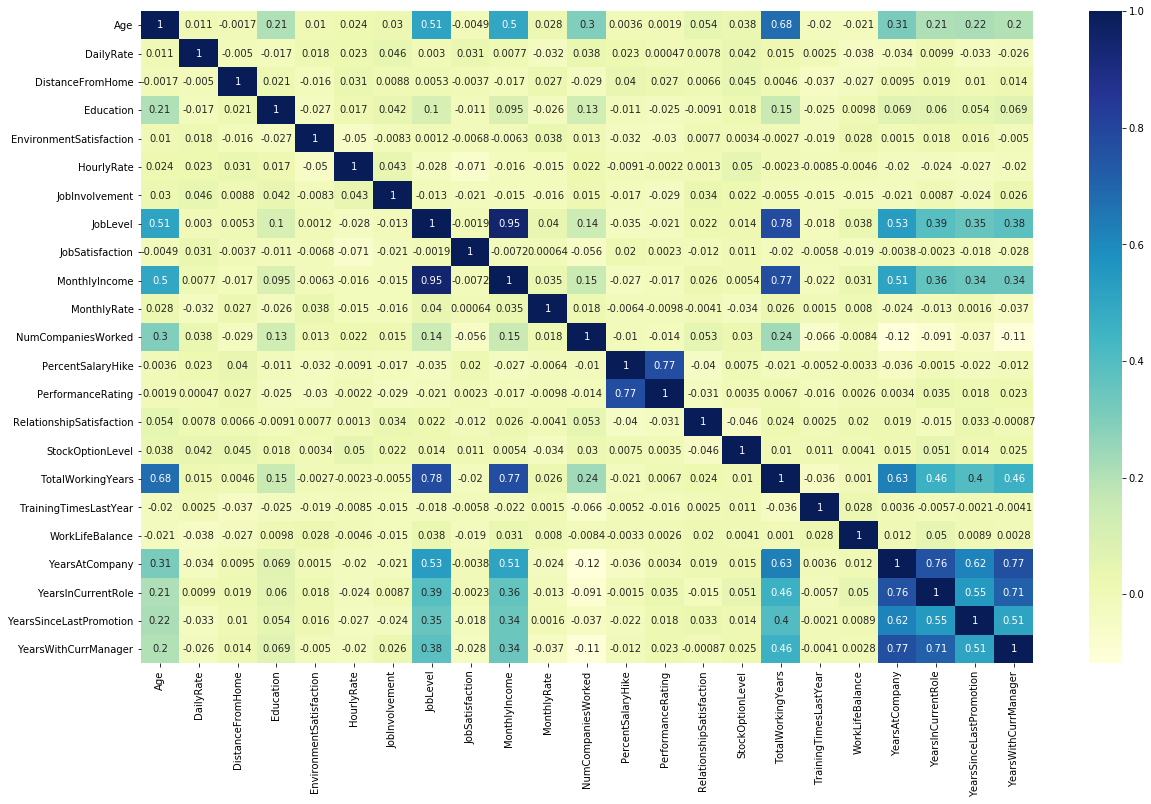 Age 1 0.011 -0.0017 0.21 0.01 0.024 0.03 0.51 -0.0049 0.5 0.028 0.3 0.0036 0.0019 0.054 0.038 0.68 -0.02 -0.021 0.31 0.21 0.22 0.2
DailyRate 0.011 1 -0.005 -0.017 0.018 0.023 0.046 0.003 0.031 0.0077 -0.032 0.038 0.023 0.00047 0.0078 0.042 0.015 0.0025 -0.038 -0.034 0.0099 -0.033 -0.026
DistanceFromHome -0.0017 -0.005 1 0.021 -0.016 0.031 0.0088 0.0053 -0.0037 -0.017 0.027 -0.029 0.04 0.027 0.0066 0.045 0.0046 -0.037 -0.027 0.0095 0.019 0.01 0.014
Education 0.21 -0.017 0.021 1 -0.027 0.017 0.042 0.1 -0.011 0.095 -0.026 0.13 -0.011 -0.025 -0.0091 0.018 0.15 -0.025 0.0098 0.069 0.06 0.054 0.069
EnvironmentSatisfaction 0.01 0.018 -0.016 -0.027 1 -0.05 -0.0083 0.0012 -0.0068 -0.0063 0.038 0.013 -0.032 -0.03 0.0077 0.0034 -0.0027 -0.019 0.028 0.0015 0.018 0.016 -0.005
HourlyRate 0.024 0.023 0.031 0.017 -0.05 1 0.043 -0.028 -0.071 -0.016 -0.015 0.022 -0.0091 -0.0022 0.0013 0.05 -0.0023 -0.0085 -0.0046 -0.02 -0.024 -0.027 -0.02
JobInvolvement 0.03 0.046 0.0088 0.042 -0.0083 0.043 1 -0.013 -0.021 -0.015 -0.016 0.015 -0.017 -0.029 0.034 0.022 -0.0055 -0.015 -0.015 -0.021 0.0087 -0.024 0.026
JobLevel 0.51 0.003 0.0053 0.1 0.0012 -0.028 -0.013 1 -0.0019 0.95 0.04 0.14 -0.035 -0.021 0.022 0.014 0.78 -0.018 0.038 0.53 0.39 0.35 0.38
JobSatisfaction -0.0049 0.031 -0.0037 -0.011 -0.0068 -0.071 -0.021 -0.0019 1 -0.0072 0.00064 -0.056 0.02 0.0023 -0.012 0.011 -0.02 -0.0058 -0.019 -0.0038 -0.0023 -0.018 -0.028
MonthlyIncome 0.5 0.0077 -0.017 0.095 -0.0063 -0.016 -0.015 0.95 -0.0072 1 0.035 0.15 -0.027 -0.017 0.026 0.0054 0.77 -0.022 0.031 0.51 0.36 0.34 0.34
MonthlyRate 0.028 -0.032 0.027 -0.026 0.038 -0.015 -0.016 0.04 0.00064 0.035 1 0.018 -0.0064 -0.0098 -0.0041 -0.034 0.026 0.0015 0.008 -0.024 -0.013 0.0016 -0.037
NumCompaniesWorked 0.3 0.038 -0.029 0.13 0.013 0.022 0.015 0.14 -0.056 0.15 0.018 1 -0.01 -0.014 0.053 0.03 0.24 -0.066 -0.0084 -0.12 -0.091 -0.037 -0.11
PercentSalaryHike 0.0036 0.023 0.04 -0.011 -0.032 -0.0091 -0.017 -0.035 0.02 -0.027 -0.0064 -0.01 1 0.77 -0.04 0.0075 -0.021 -0.0052 -0.0033 -0.036 -0.0015 -0.022 -0.012
PerformanceRating 0.0019 0.00047 0.027 -0.025 -0.03 -0.0022 -0.029 -0.021 0.0023 -0.017 -0.0098 -0.014 0.77 1 -0.031 0.0035 0.0067 -0.016 0.0026 0.0034 0.035 0.018 0.023
RelationshipSatisfaction 0.054 0.0078 0.0066 -0.0091 0.0077 0.0013 0.034 0.022 -0.012 0.026 -0.0041 0.053 -0.04 -0.031 1 -0.046 0.024 0.0025 0.02 0.019 -0.015 0.033 -0.00087
StockOptionLevel 0.038 0.042 0.045 0.018 0.0034 0.05 0.022 0.014 0.011 0.0054 -0.034 0.03 0.0075 0.0035 -0.046 1 0.01 0.011 0.0041 0.015 0.051 0.014 0.025
TotalWorkingYears 0.68 0.015 0.0046 0.15 -0.0027 -0.0023 -0.0055 0.78 -0.02 0.77 0.026 0.24 -0.021 0.0067 0.024 0.01 1 -0.036 0.001 0.63 0.46 0.4 0.46
TrainingTimesLastYear -0.02 0.0025 -0.037 -0.025 -0.019 -0.0085 -0.015 -0.018 -0.0058 -0.022 0.0015 -0.066 -0.0052 -0.016 0.0025 0.011 -0.036 1 0.028 0.0036 -0.0057 -0.0021 -0.0041
WorkLifeBalance -0.021 -0.038 -0.027 0.0098 0.028 -0.0046 -0.015 0.038 -0.019 0.031 0.008 -0.0084 -0.0033 0.0026 0.02 0.0041 0.001 0.028 1 0.012 0.05 0.0089 0.0028
YearsAtCompany 0.31 -0.034 0.0095 0.069 0.0015 -0.02 -0.021 0.53 -0.0038 0.51 -0.024 -0.12 -0.036 0.0034 0.019 0.015 0.63 0.0036 0.012 1 0.76 0.62 0.77
YearsInCurrentRole 0.21 0.0099 0.019 0.06 0.018 -0.024 0.0087 0.39 -0.0023 0.36 -0.013 -0.091 -0.0015 0.035 -0.015 0.051 0.46 -0.0057 0.05 0.76 1 0.55 0.71
YearsSinceLastPromotion 0.22 -0.033 0.01 0.054 0.016 -0.027 -0.024 0.35 -0.018 0.34 0.0016 -0.037 -0.022 0.018 0.033 0.014 0.4 -0.0021 0.0089 0.62 0.55 1 0.51
YearsWithCurrManager 0.2 -0.026 0.014 0.069 -0.005 -0.02 0.026 0.38 -0.028 0.34 -0.037 -0.11 -0.012 0.023 -0.00087 0.025 0.46 -0.0041 0.0028 0.77 0.71 0.51 1
Age
DailyRate
DistanceFromHome
Education
EnvironmentSatisfaction
HourlyRate
JobInvolvement
JobLevel
JobSatisfaction
MonthlyIncome
MonthlyRate
NumCompaniesWorked
PercentSalaryHike
PerformanceRating
RelationshipSatisfaction
StockOptionLevel
TotalWorkingYears
TrainingTimesLastYear
WorkLifeBalance
YearsAtCompany
YearsInCurrentRole
YearsSinceLastPromotion
YearsWithCurrManager
1.0
0.8
0.6
0.4
0.2
0.0